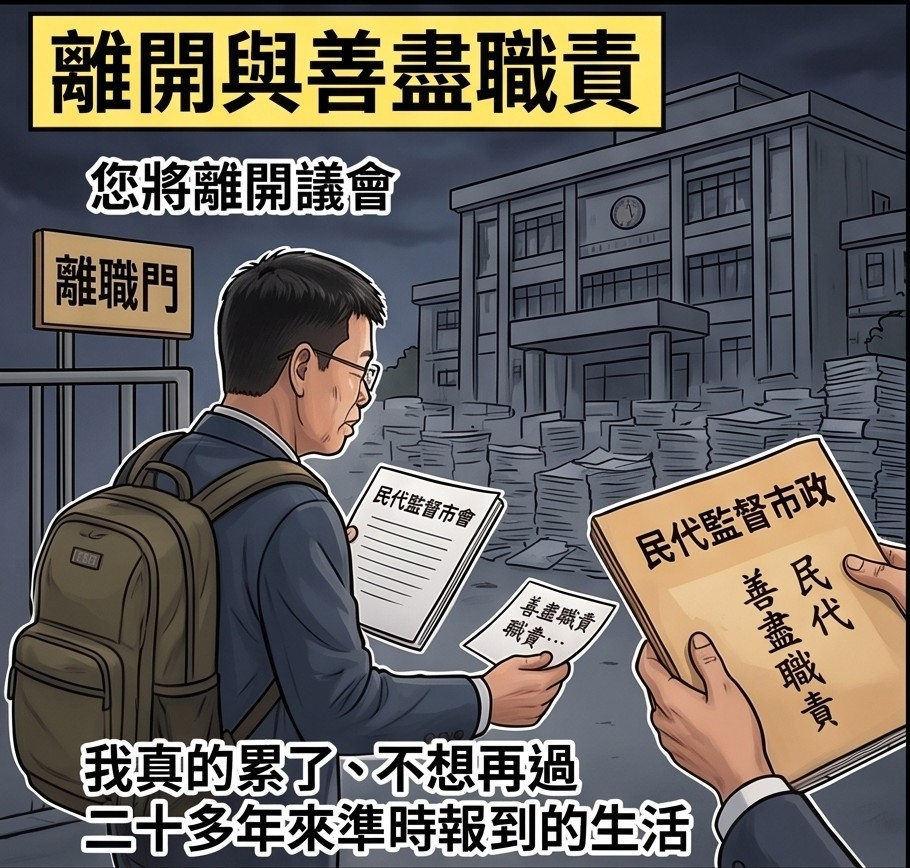 離開與善盡職責
您將離開議會
離職門
民代監督市會
善盡職責
職責...
民代監督市政
民代
善盡職責
我真的累了、不想再過
二十多年來準時報到的生活